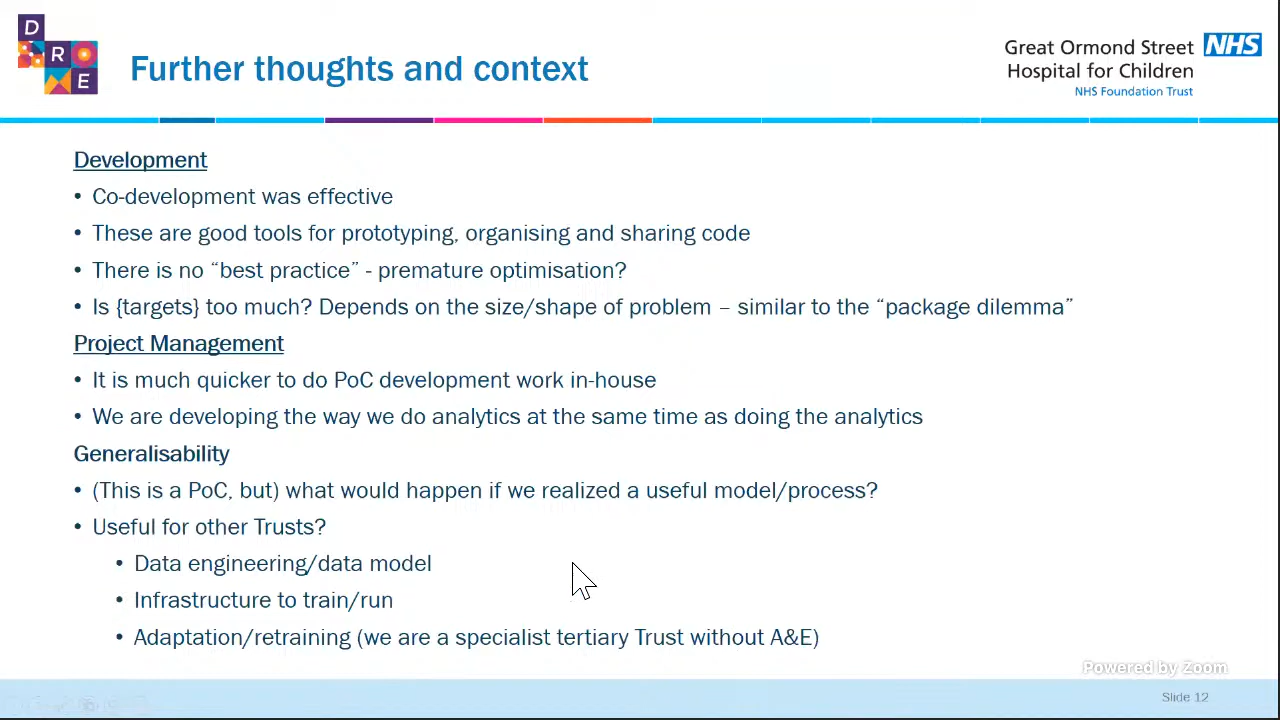 D
R
E
Further thoughts and context
Great Ormond Street NHS
Hospital for Children
NHS Foundation Trust
Development
• Co-development was effective
• These are good tools for prototyping, organising and sharing code
• There is no “best practice” - premature optimisation?
• Is {targets} too much? Depends on the size/shape of problem – similar to the “package dilemma”
Project Management
• It is much quicker to do PoC development work in-house
• We are developing the way we do analytics at the same time as doing the analytics
Generalisability
• (This is a PoC, but) what would happen if we realized a useful model/process?
• Useful for other Trusts?
• Data engineering/data model
• Infrastructure to train/run
• Adaptation/retraining (we are a specialist tertiary Trust without A&E)
Powered by Zoom
Slide 12